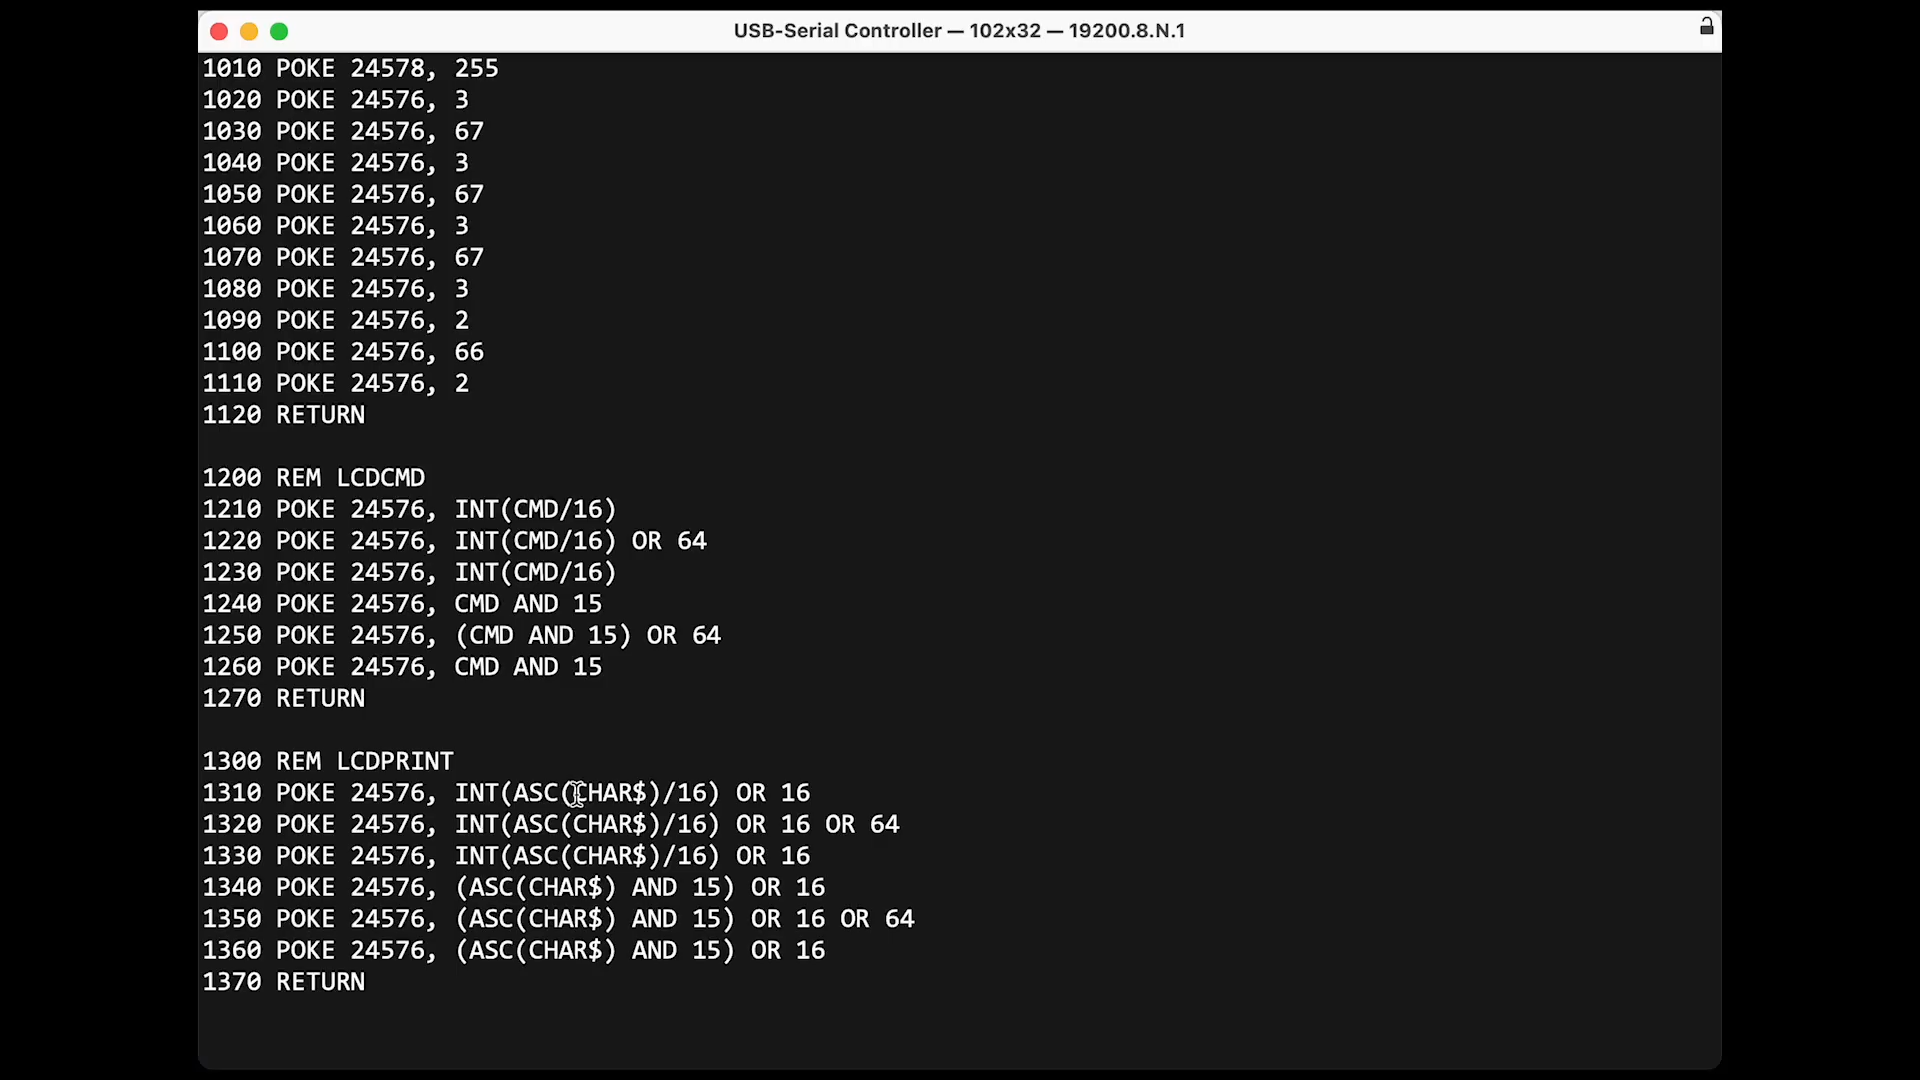 USB-Serial Controller — 102x32 — 19200.8.N.1
1010 POKE 24578, 255
1020 POKE 24576, 3
1030 POKE 24576, 67
1040 POKE 24576, 3
1050 POKE 24576, 67
1060 POKE 24576, 3
1070 POKE 24576, 67
1080 POKE 24576, 3
1090 POKE 24576, 2
1100 POKE 24576, 66
1110 POKE 24576, 2
1120 RETURN
1200 REM LCDCMD
1210 POKE 24576, INT(CMD/16)
1220 POKE 24576, INT(CMD/16) OR 64
1230 POKE 24576, INT(CMD/16)
1240 POKE 24576, CMD AND 15
1250 POKE 24576, (CMD AND 15) OR 64
1260 POKE 24576, CMD AND 15
1270 RETURN
1300 REM LCDPRINT
1310 POKE 24576, INT(ASC(CHAR$)/16) OR 16
1320 POKE 24576, INT(ASC(CHAR$)/16) OR 16 OR 64
1330 POKE 24576, INT(ASC(CHAR$)/16) OR 16
1340 POKE 24576, (ASC(CHAR$) AND 15) OR 16
1350 POKE 24576, (ASC(CHAR$) AND 15) OR 16 OR 64
1360 POKE 24576, (ASC(CHAR$) AND 15) OR 16
1370 RETURN